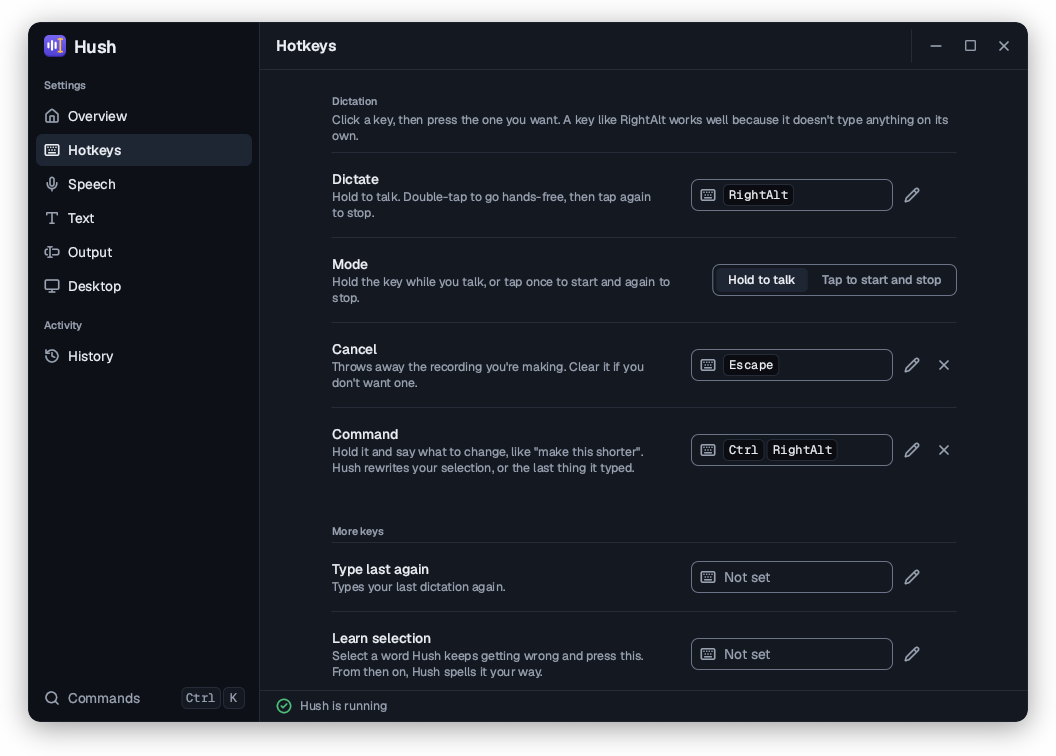 Hush
Hotkeys
Settings
Overview
Hotkeys
Speech
Text
Output
Desktop
Activity
History
Commands Ctrl K
Dictation
Click a key, then press the one you want. A key like RightAlt works well because it doesn't type anything on its
own.
Dictate
Hold to talk. Double-tap to go hands-free, then tap again
to stop.
RightAlt
Mode
Hold the key while you talk, or tap once to start and again to
stop.
Hold to talk Tap to start and stop
Cancel
Throws away the recording you're making. Clear it if you
don't want one.
Escape
Command
Hold it and say what to change, like "make this shorter".
Hush rewrites your selection, or the last thing it typed.
Ctrl RightAlt
More keys
Type last again
Types your last dictation again.
Not set
Learn selection
Select a word Hush keeps getting wrong and press this.
From then on, Hush spells it your way.
Not set
Hush is running